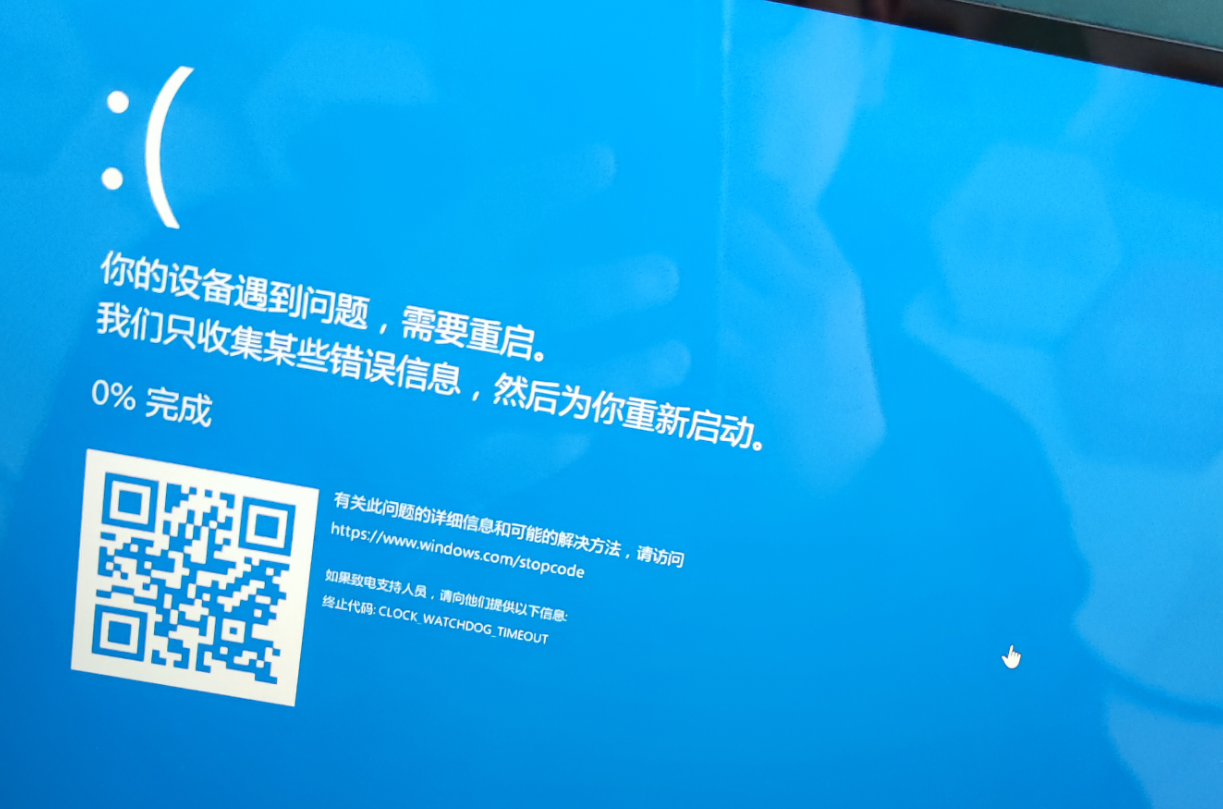 :(
你的设备遇到问题，需要重启。
我们只收集某些错误信息，然后为你重新启动。
0% 完成
有关此问题的详细信息和可能的解决方法，请访问
https://www.windows.com/stopcode
如果致电支持人员，请向他们提供以下信息:
终止代码: CLOCK_WATCHDOG_TIMEOUT